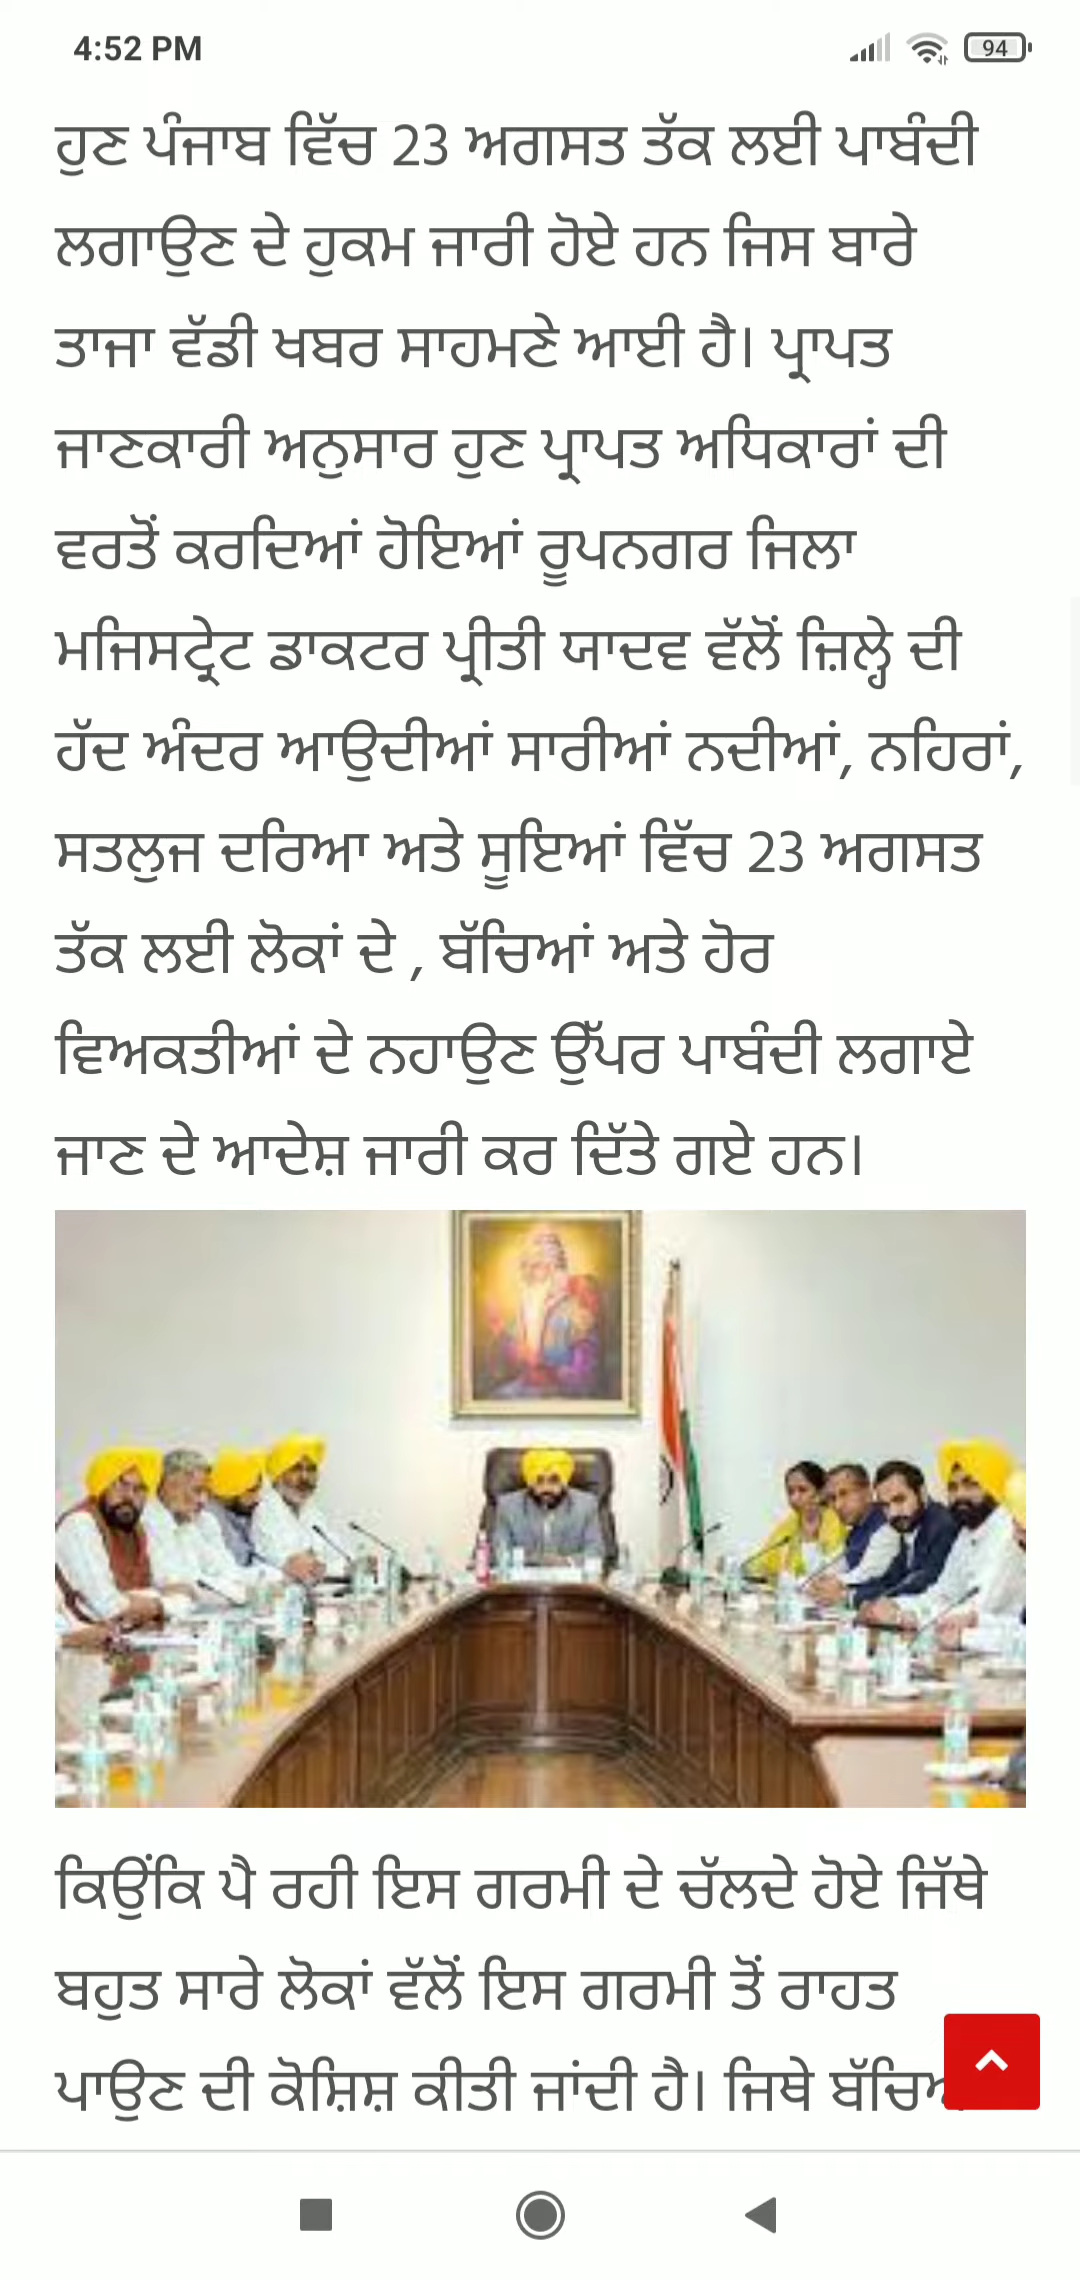 4:52 PM
94
ਹੁਣ ਪੰਜਾਬ ਵਿੱਚ 23 ਅਗਸਤ ਤੱਕ ਲਈ ਪਾਬੰਦੀ
ਲਗਾਉਣ ਦੇ ਹੁਕਮ ਜਾਰੀ ਹੋਏ ਹਨ ਜਿਸ ਬਾਰੇ
ਤਾਜਾ ਵੱਡੀ ਖਬਰ ਸਾਹਮਣੇ ਆਈ ਹੈ। ਪ੍ਰਾਪਤ
ਜਾਣਕਾਰੀ ਅਨੁਸਾਰ ਹੁਣ ਪ੍ਰਾਪਤ ਅਧਿਕਾਰਾਂ ਦੀ
ਵਰਤੋਂ ਕਰਦਿਆਂ ਹੋਇਆਂ ਰੂਪਨਗਰ ਜਿਲਾ
ਮਜਿਸਟ੍ਰੇਟ ਡਾਕਟਰ ਪ੍ਰੀਤੀ ਯਾਦਵ ਵੱਲੋਂ ਜ਼ਿਲ੍ਹੇ ਦੀ
ਹੱਦ ਅੰਦਰ ਆਉਦੀਆਂ ਸਾਰੀਆਂ ਨਦੀਆਂ, ਨਹਿਰਾਂ,
ਸਤਲੁਜ ਦਰਿਆ ਅਤੇ ਸੂਇਆਂ ਵਿੱਚ 23 ਅਗਸਤ
ਤੱਕ ਲਈ ਲੋਕਾਂ ਦੇ , ਬੱਚਿਆਂ ਅਤੇ ਹੋਰ
ਵਿਅਕਤੀਆਂ ਦੇ ਨਹਾਉਣ ਉੱਪਰ ਪਾਬੰਦੀ ਲਗਾਏ
ਜਾਣ ਦੇ ਆਦੇਸ਼ ਜਾਰੀ ਕਰ ਦਿੱਤੇ ਗਏ ਹਨ।
ਕਿਉਂਕਿ ਪੈ ਰਹੀ ਇਸ ਗਰਮੀ ਦੇ ਚੱਲਦੇ ਹੋਏ ਜਿੱਥੇ
ਬਹੁਤ ਸਾਰੇ ਲੋਕਾਂ ਵੱਲੋਂ ਇਸ ਗਰਮੀ ਤੋਂ ਰਾਹਤ
ਪਾਉਣ ਦੀ ਕੋਸ਼ਿਸ਼ ਕੀਤੀ ਜਾਂਦੀ ਹੈ। ਜਿਥੇ